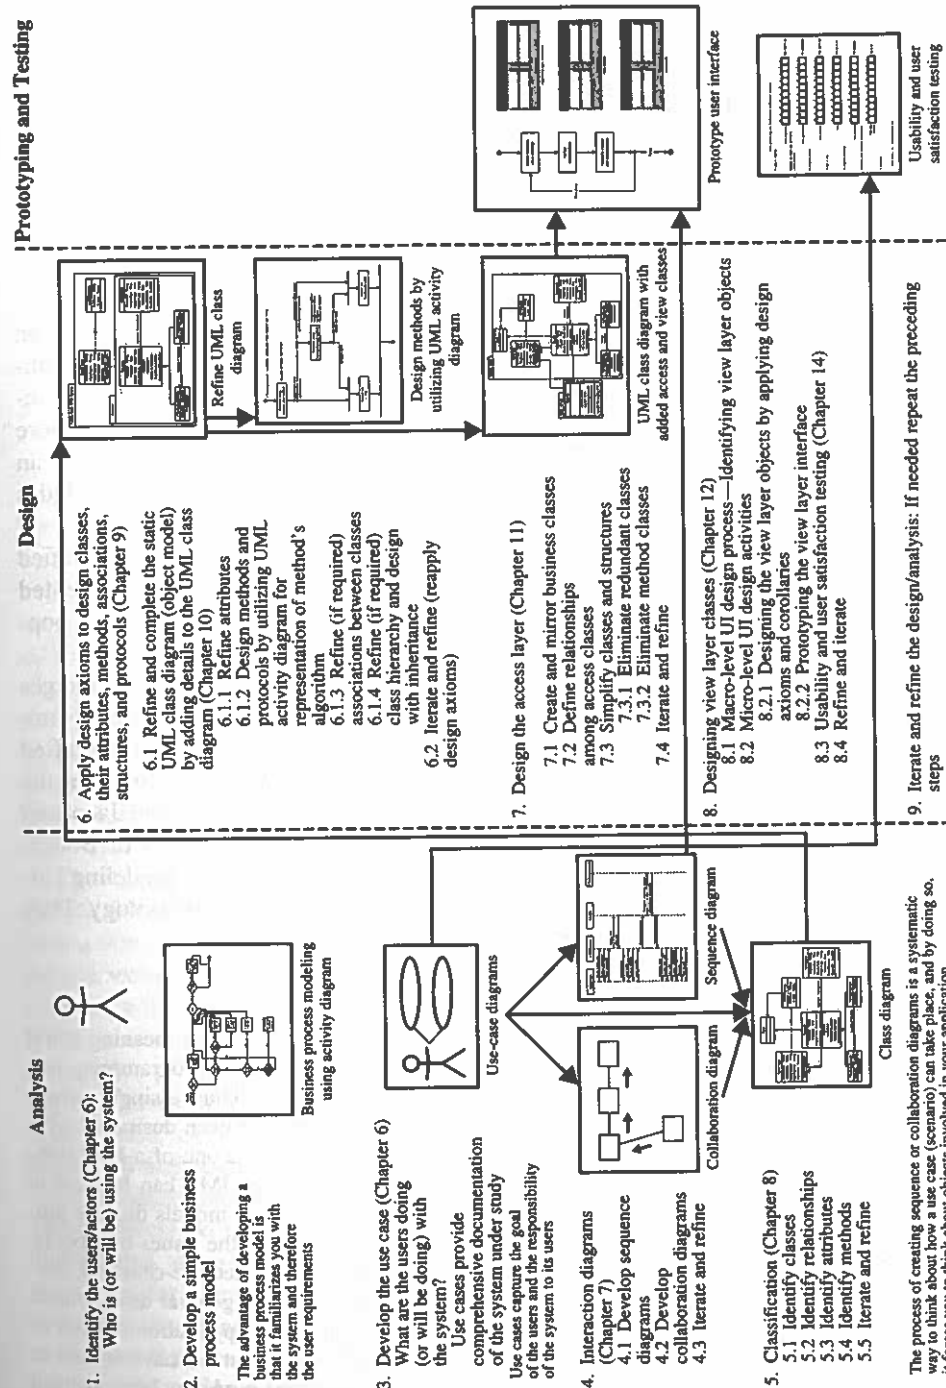 Analysis
1. Identify the users/actors (Chapter 6):
Who is (or will be) using the system?
2. Develop a simple business
process model
The advantage of developing a
business process model is
that it familiarizes you with
the system and therefore
the user requirements
Business process modeling
using activity diagram
3. Develop the use case (Chapter 6)
What are the users doing
(or will be doing) with
the system?
Use cases provide
comprehensive documentation
of the system under study
Use cases capture the goal
of the users and the responsibility
of the system to its users
Use-case diagrams
4. Interaction diagrams
(Chapter 7)
4.1 Develop sequence
diagrams
4.2 Develop
collaboration diagrams
4.3 Iterate and refine
Collaboration diagram
Sequence diagram
5. Classification (Chapter 8)
5.1 Identify classes
5.2 Identify relationships
5.3 Identify attributes
5.4 Identify methods
5.5 Iterate and refine
Class diagram
The process of creating sequence or collaboration diagrams is a systematic
way to think about how a use case (scenario) can take place, and by doing so,
it forces you to think about objects involved in your application
Design
6. Apply design axioms to design classes,
their attributes, methods, associations,
structures, and protocols (Chapter 9)
6.1 Refine and complete the static
UML class diagram (object model)
by adding details to the UML class
diagram (Chapter 10)
6.1.1 Refine attributes
6.1.2 Design methods and
protocols by utilizing UML
activity diagram for
representation of method's
algorithm
6.1.3 Refine (if required)
associations between classes
6.1.4 Refine (if required)
class hierarchy and design
with inheritance
6.2 Iterate and refine (reapply
design axioms)
Refine UML class
diagram
Design methods by
utilizing UML activity
diagram
7. Design the access layer (Chapter 11)
7.1 Create and mirror business classes
7.2 Define relationships
among access classes
7.3 Simplify classes and structures
7.3.1 Eliminate redundant classes
7.3.2 Eliminate method classes
7.4 Iterate and refine
UML class diagram with
added access and view classes
8. Designing view layer classes (Chapter 12)
8.1 Macro-level UI design process—Identifying view layer objects
8.2 Micro-level UI design activities
8.2.1 Designing the view layer objects by applying design
axioms and corollaries
8.2.2 Prototyping the view layer interface
8.3 Usability and user satisfaction testing (Chapter 14)
8.4 Refine and iterate
9. Iterate and refine the design/analysis: If needed repeat the preceding
steps
Prototyping and Testing
Prototype user interface
Usability and user
satisfaction testing